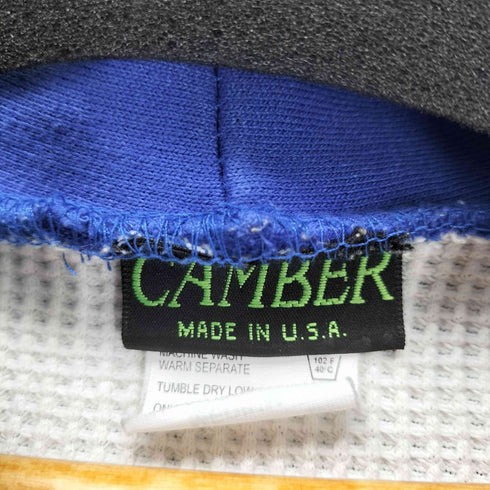 CAMBER
MADE IN U.S.A.
MACHINE WASH
WARM SEPARATE
102 F
40°C
TUMBLE DRY LOW